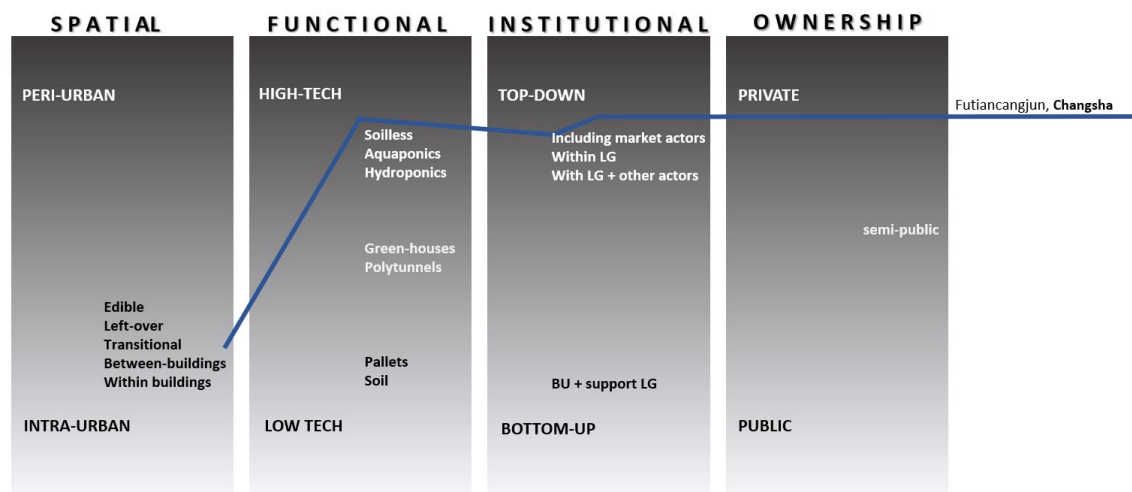 SPATIAL
PERI-URBAN
Edible
Left-over
Transitional
Between-buildings
Within buildings
INTRA-URBAN
FUNCTIONAL
HIGH-TECH
Soilless
Aquaponics
Hydroponics
Green-houses
Polytunnels
Pallets
Soil
LOW TECH
INSTITUTIONAL
TOP-DOWN
Including market actors
Within LG
With LG + other actors
BU + support LG
BOTTOM-UP
OWNERSHIP
PRIVATE
semi-public
PUBLIC
Futiancangjun, Changsha